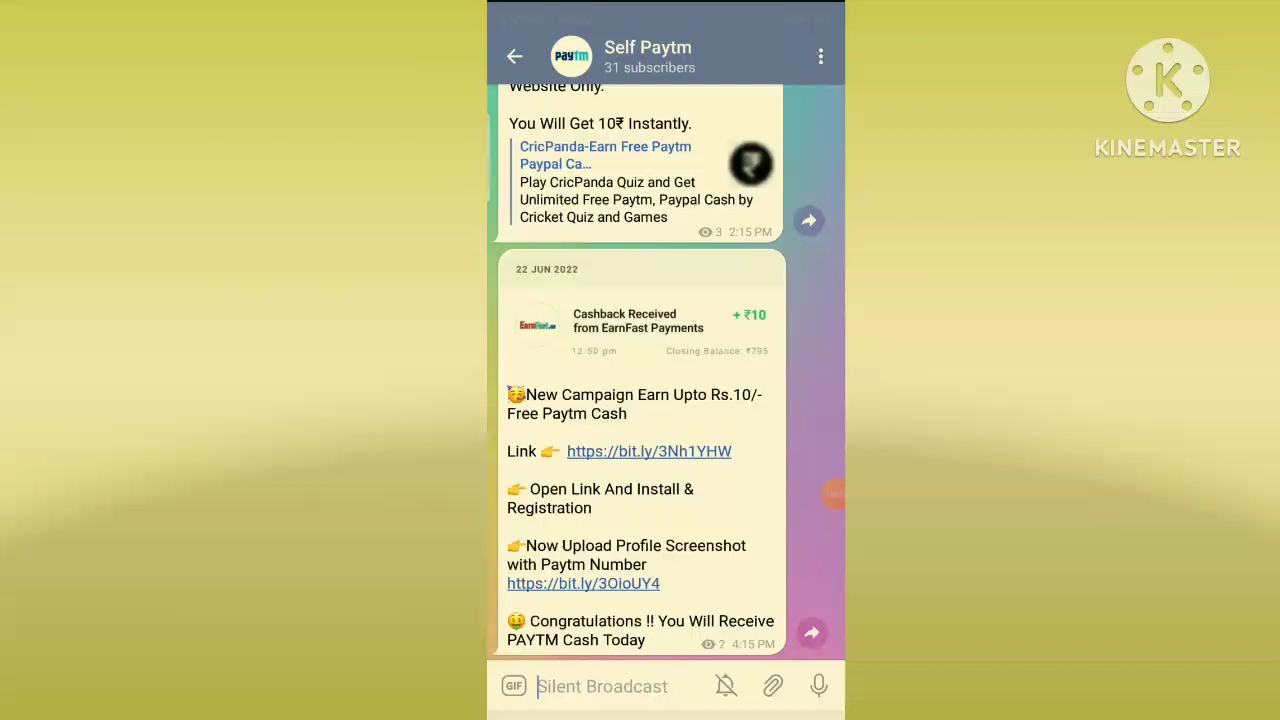 Self Paytm
31 subscribers
paytm
Website Only.
You Will Get 10₹ Instantly.
CricPanda-Earn Free Paytm
Paypal Ca...
Play CricPanda Quiz and Get
Unlimited Free Paytm, Paypal Cash by
Cricket Quiz and Games
3 2:15 PM
22 JUN 2022
Cashback Received
from EarnFast Payments
+ ₹10
12:50 pm
Closing Balance: ₹795
🥳New Campaign Earn Upto Rs.10/-
Free Paytm Cash
Link 👉 https://bit.ly/3Nh1YHW
👉 Open Link And Install &
Registration
👉Now Upload Profile Screenshot
with Paytm Number
https://bit.ly/3OioUY4
🤑 Congratulations !! You Will Receive
PAYTM Cash Today
2 4:15 PM
GIF
Silent Broadcast
K
KINEMASTER